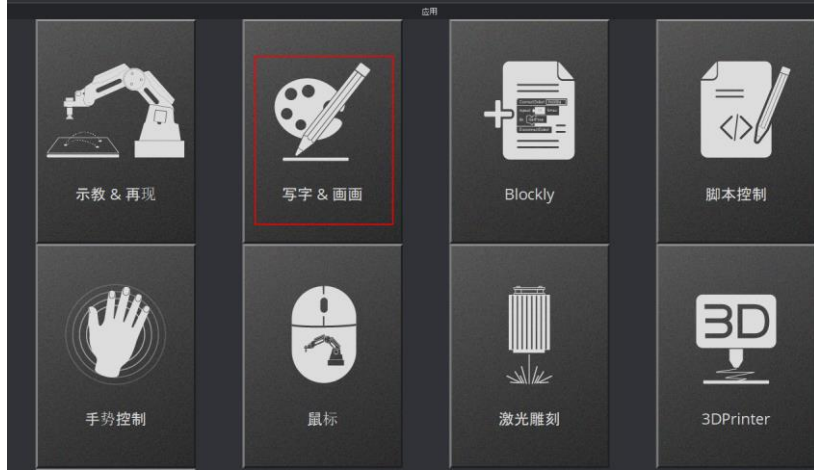 应用
示教 & 再现
写字 & 画画
Blockly
脚本控制
手势控制
鼠标
激光雕刻
3D
3DPrinter